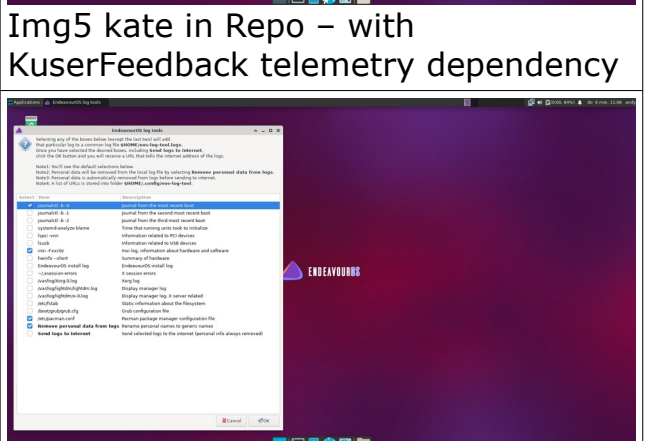 Img5 kate in Repo – with
KuserFeedback telemetry dependency
Applications EndeavourOS log tools
EndeavourOS log tools
Selecting any of the boxes below (except the last two) will add
that particular log to a common log file $HOME/eos-log-tool.logs.
Once you have selected the desired boxes, including Send logs to internet,
click the OK button and you will receive a URL that tells the internet address of the logs.
Note1: You'll see the default selections below.
Note2: Personal data will be removed from the local log file by selecting Remove personal data from logs.
Note3: Personal data is automatically removed from logs before sending to internet.
Note4: A list of URLs is stored into folder $HOME/.config/eos-log-tool.
Select Item Description
journalctl -b -0 Journal from the most recent boot
journalctl -b -1 Journal from the second most recent boot
journalctl -b -2 Journal from the third most recent boot
systemd-analyze blame Time that running units took to initialize
lspci -vnn Information related to PCI devices
lsusb Information related to USB devices
inxi -Fxxc0z Inxi log, information about hardware and software
hwinfo --short Summary of hardware
EndeavourOS install log EndeavourOS install log
~/.xsession-errors X session errors
/var/log/Xorg.0.log Xorg log
/var/log/lightdm/lightdm.log Display manager log
/var/log/lightdm/x-0.log Display manager log, X server related
/etc/fstab Static information about the filesystem
/boot/grub/grub.cfg Grub configuration file
/etc/pacman.conf Pacman package manager configuration file
Remove personal data from logs Rename personal names to generic names
Send logs to internet Send selected logs to the internet (personal info always removed)
Cancel OK
ENDEAVOUROS